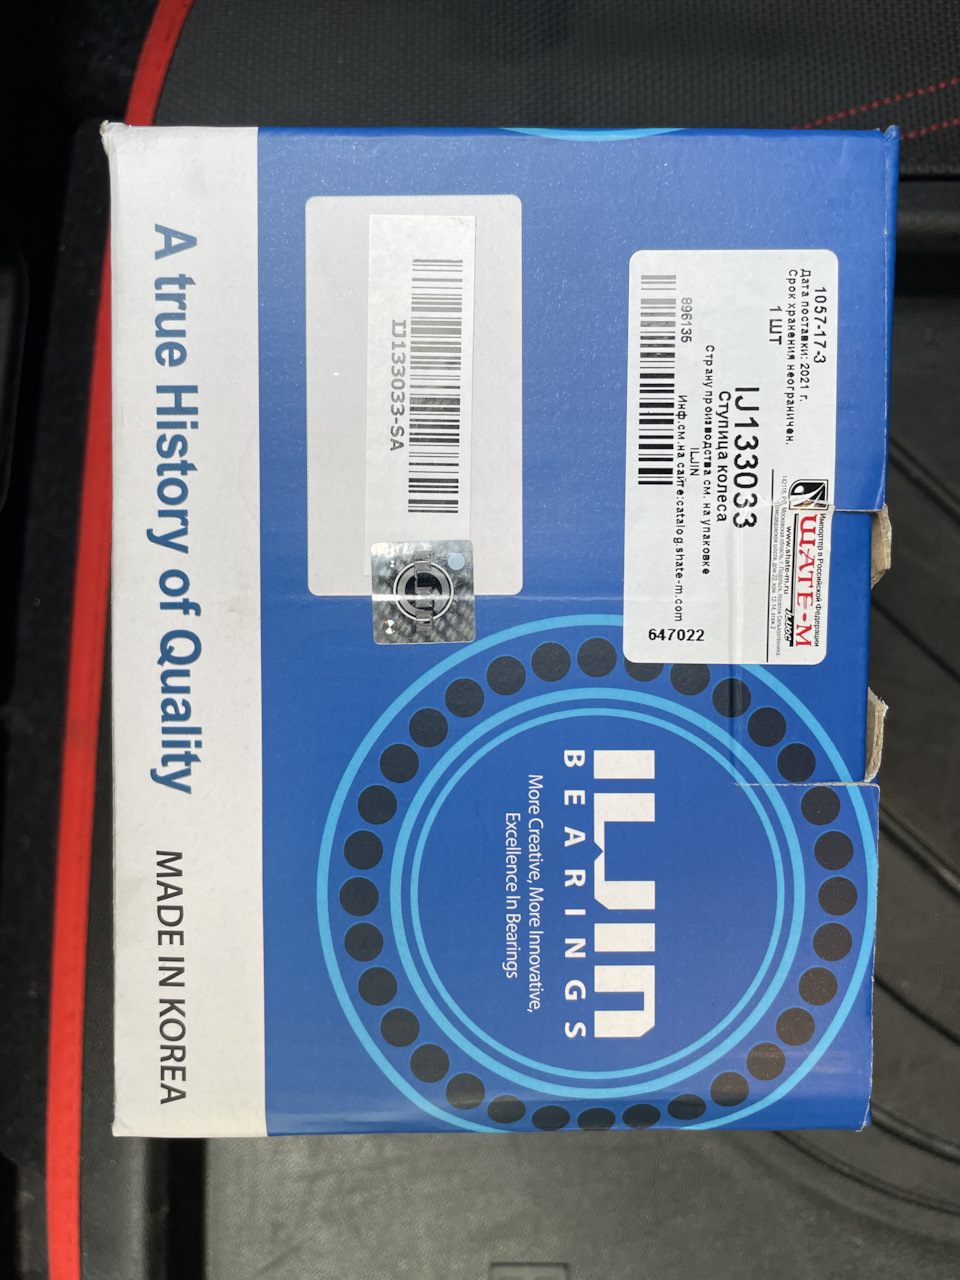 1057-17-3
Дата поставки: 2021 г.
Срок хранения неограничен.
1 ШТ
Импортер в Российской Федерации
ШАТЕ-М
ПЛЮС
www.shate-m.ru
IJ133033
Ступица колеса
ILJIN
Страну производства см. на упаковке
896135
Инф.см.на сайте:catalog.shate-m.com
647022
IJ133033-SA
ILJIN
BEARINGS
More Creative, More Innovative,
Excellence In Bearings
A true History of Quality
MADE IN KOREA